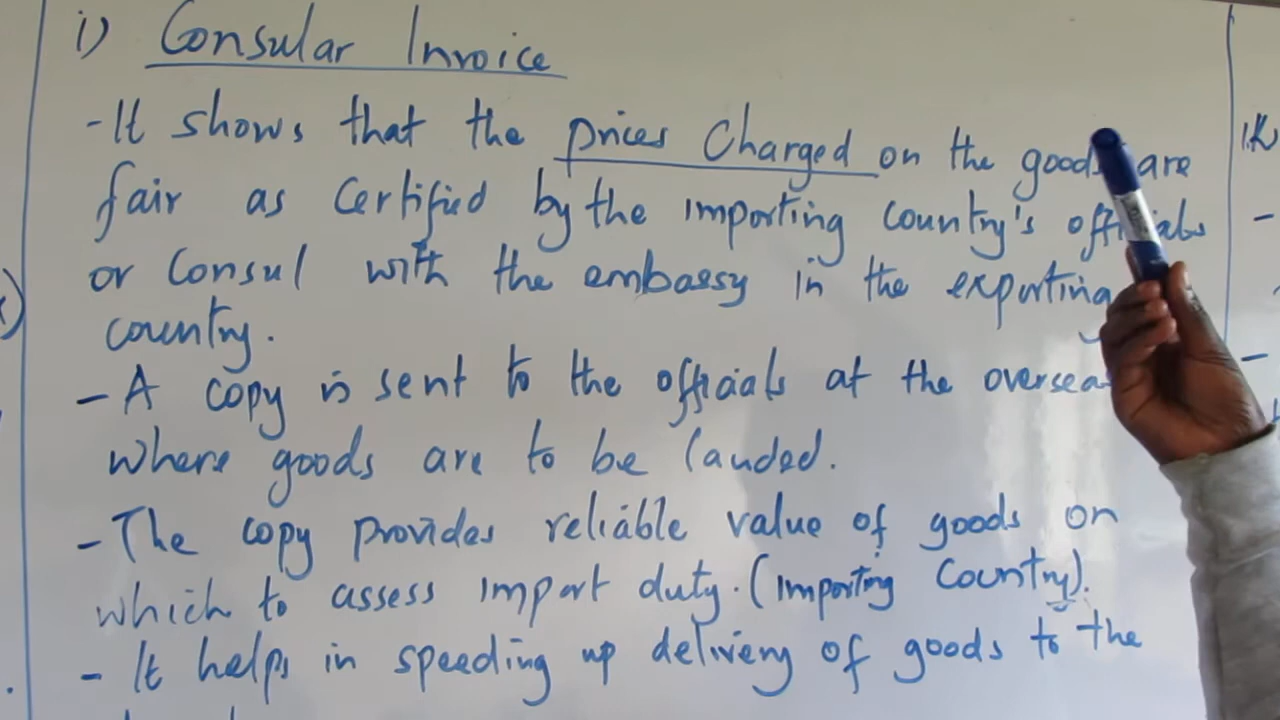 i) Consular Invoice
- It shows that the prices Charged on the goods are
fair as Certified by the importing Country's officials
or Consul with the embassy in the exporting
country.
- A copy is sent to the officials at the
where goods are to be landed.
- The copy provides reliable value of goods on
which to assess import duty. (importing Country).
- It helps in speeding up delivery of goods to the